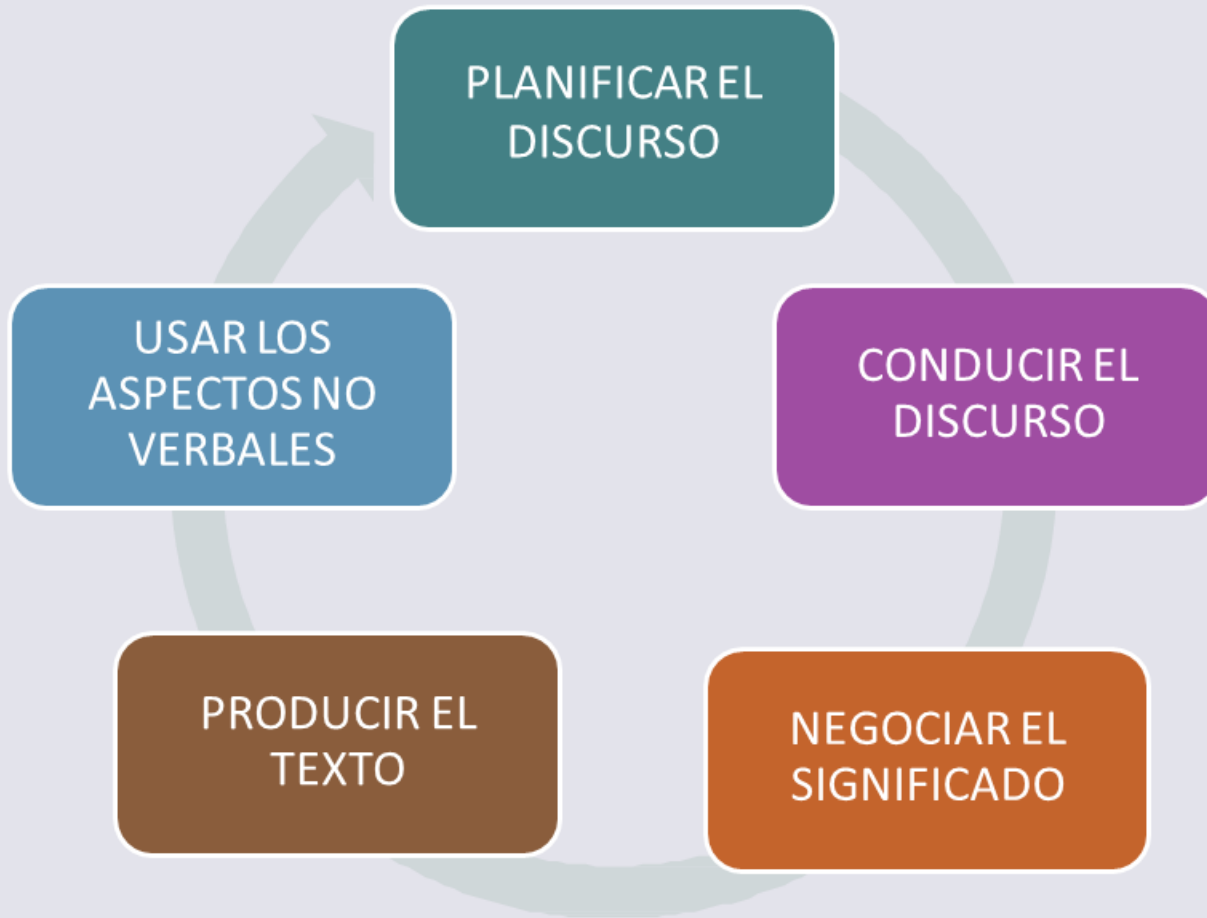 PLANIFICAR EL
DISCURSO
CONDUCIR EL
DISCURSO
NEGOCIAR EL
SIGNIFICADO
PRODUCIR EL
TEXTO
USAR LOS
ASPECTOS NO
VERBALES